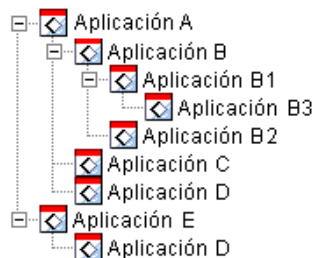 Aplicación A
Aplicación B
Aplicación B1
Aplicación B3
Aplicación B2
Aplicación C
Aplicación D
Aplicación E
Aplicación D